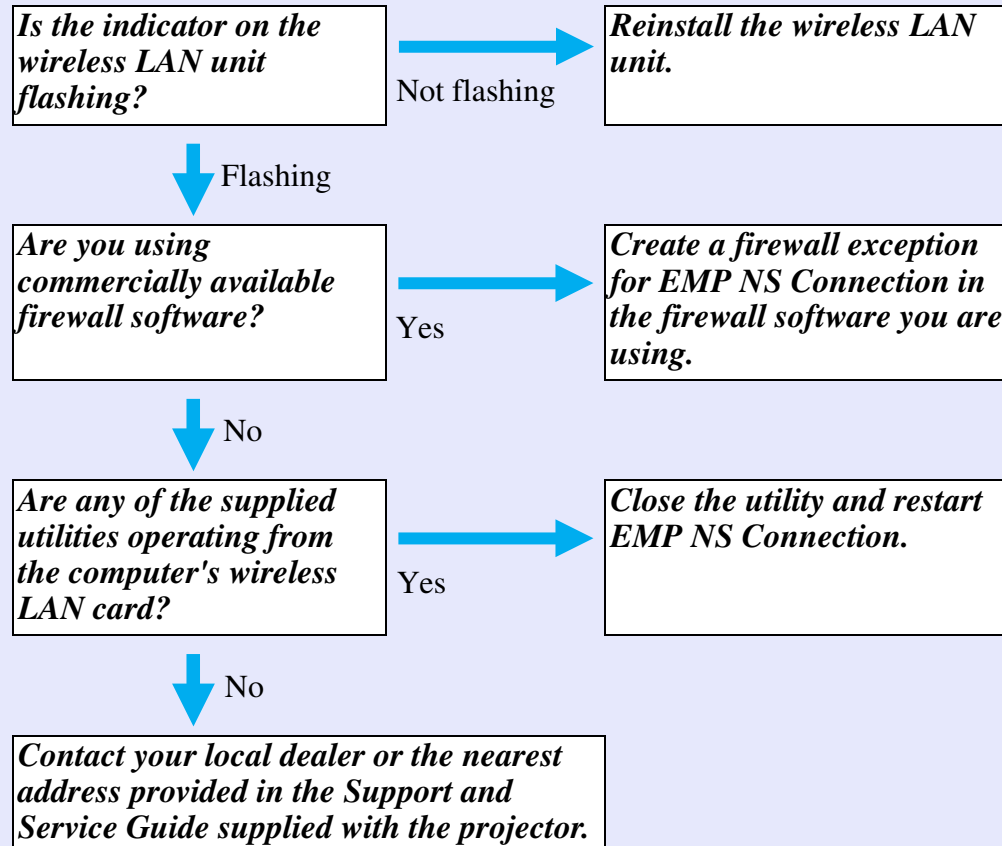 Is the indicator on the
wireless LAN unit
flashing?
Not flashing
Reinstall the wireless LAN
unit.
Flashing
Are you using
commercially available
firewall software?
Yes
Create a firewall exception
for EMP NS Connection in
the firewall software you are
using.
No
Are any of the supplied
utilities operating from
the computer's wireless
LAN card?
Yes
Close the utility and restart
EMP NS Connection.
No
Contact your local dealer or the nearest
address provided in the Support and
Service Guide supplied with the projector.